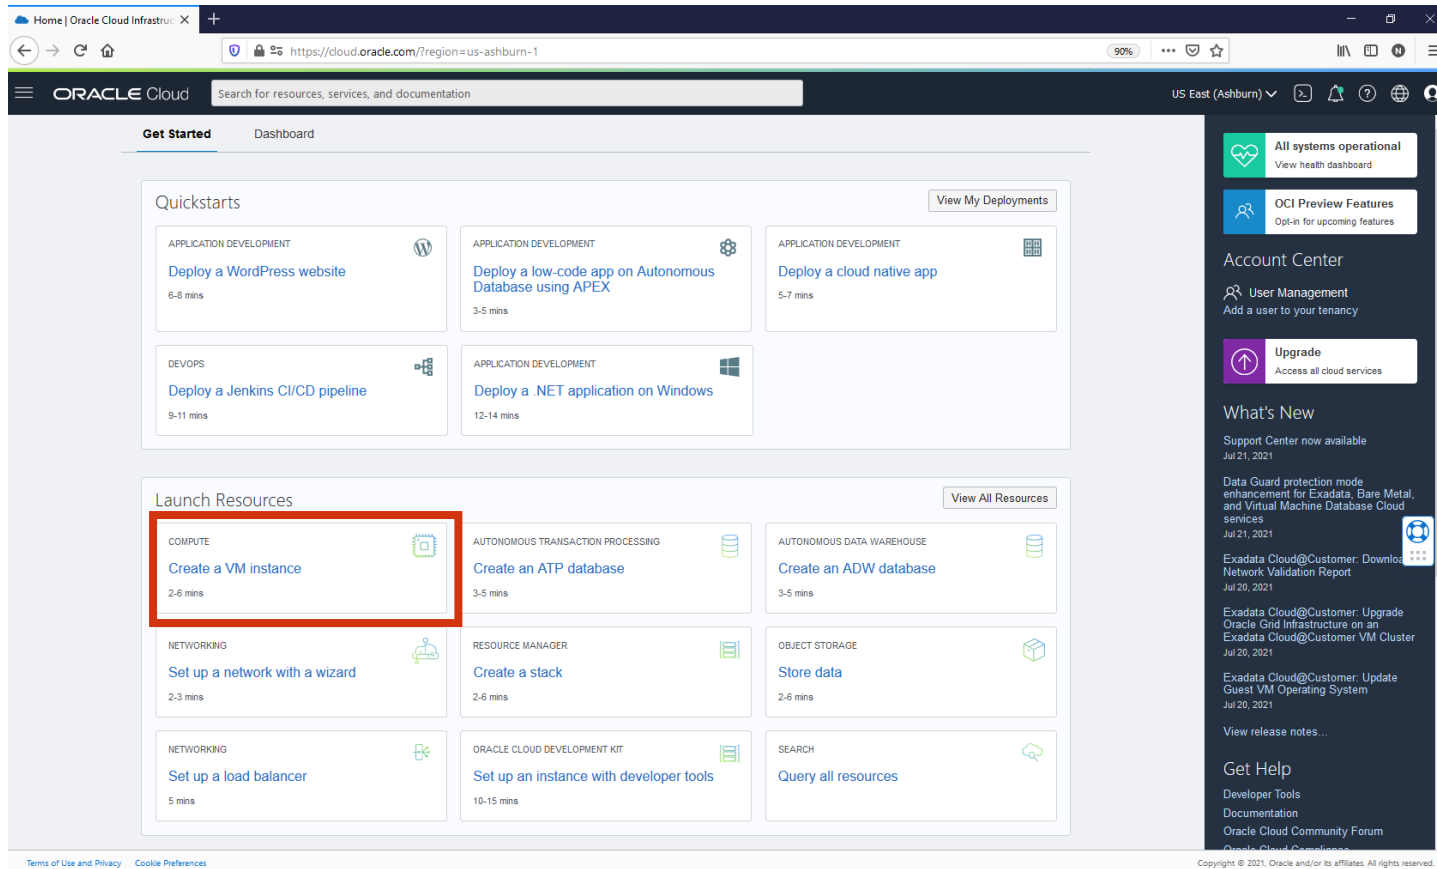 Home | Oracle Cloud Infrastruc
https://cloud.oracle.com/?region=us-ashburn-1
90%
N
ORACLE Cloud
Search for resources, services, and documentation
US East (Ashburn)
Get Started
Dashboard
Quickstarts
View My Deployments
APPLICATION DEVELOPMENT
Deploy a WordPress website
6-8 mins
APPLICATION DEVELOPMENT
Deploy a low-code app on Autonomous
Database using APEX
3-5 mins
APPLICATION DEVELOPMENT
Deploy a cloud native app
5-7 mins
DEVOPS
Deploy a Jenkins CI/CD pipeline
9-11 mins
APPLICATION DEVELOPMENT
Deploy a .NET application on Windows
12-14 mins
Launch Resources
View All Resources
COMPUTE
Create a VM instance
2-6 mins
AUTONOMOUS TRANSACTION PROCESSING
Create an ATP database
3-5 mins
AUTONOMOUS DATA WAREHOUSE
Create an ADW database
3-5 mins
NETWORKING
Set up a network with a wizard
2-3 mins
RESOURCE MANAGER
Create a stack
2-6 mins
OBJECT STORAGE
Store data
2-6 mins
NETWORKING
Set up a load balancer
5 mins
ORACLE CLOUD DEVELOPMENT KIT
Set up an instance with developer tools
10-15 mins
SEARCH
Query all resources
All systems operational
View health dashboard
OCI Preview Features
Opt-in for upcoming features
Account Center
User Management
Add a user to your tenancy
Upgrade
Access all cloud services
What's New
Support Center now available
Jul 21, 2021
Data Guard protection mode
enhancement for Exadata, Bare Metal,
and Virtual Machine Database Cloud
services
Jul 21, 2021
Exadata Cloud@Customer: Downloa
Network Validation Report
Jul 20, 2021
Exadata Cloud@Customer: Upgrade
Oracle Grid Infrastructure on an
Exadata Cloud@Customer VM Cluster
Jul 20, 2021
Exadata Cloud@Customer: Update
Guest VM Operating System
Jul 20, 2021
View release notes...
Get Help
Developer Tools
Documentation
Oracle Cloud Community Forum
Oracle Cloud Compliance
Terms of Use and Privacy
Cookie Preferences
Copyright © 2021, Oracle and/or its affiliates. All rights reserved.